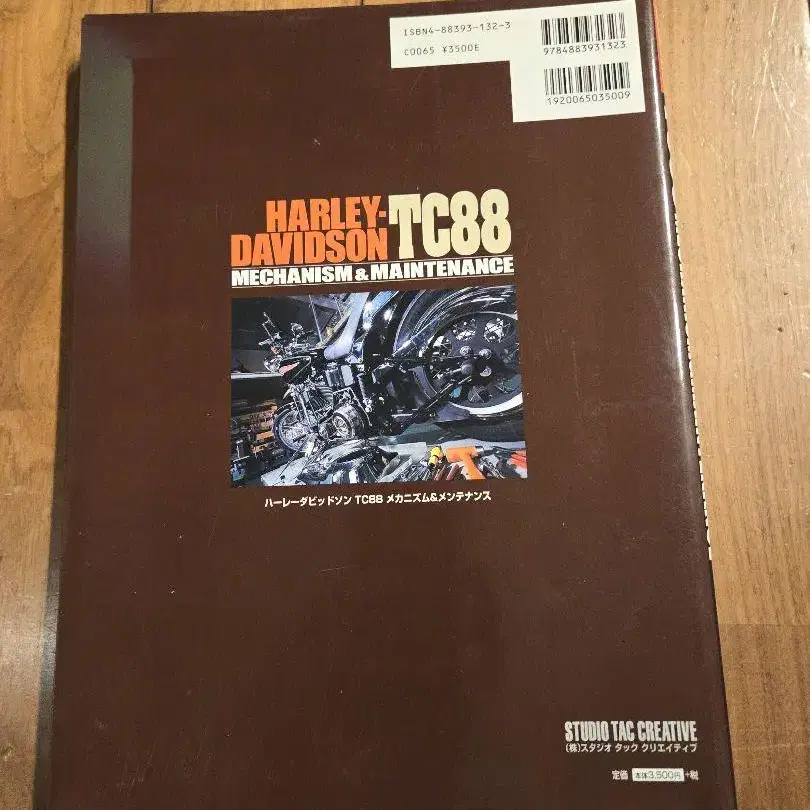 ISBN4-88393-132-3
C0065 ¥3500E
9784883931323
1920065035009
HARLEY-
DAVIDSON TC88
MECHANISM & MAINTENANCE
ハーレーダビッドソン TC88 メカニズム&メンテナンス
STUDIO TAC CREATIVE
(株)スタジオ タック クリエイティブ
定価 本体3,500円 +税